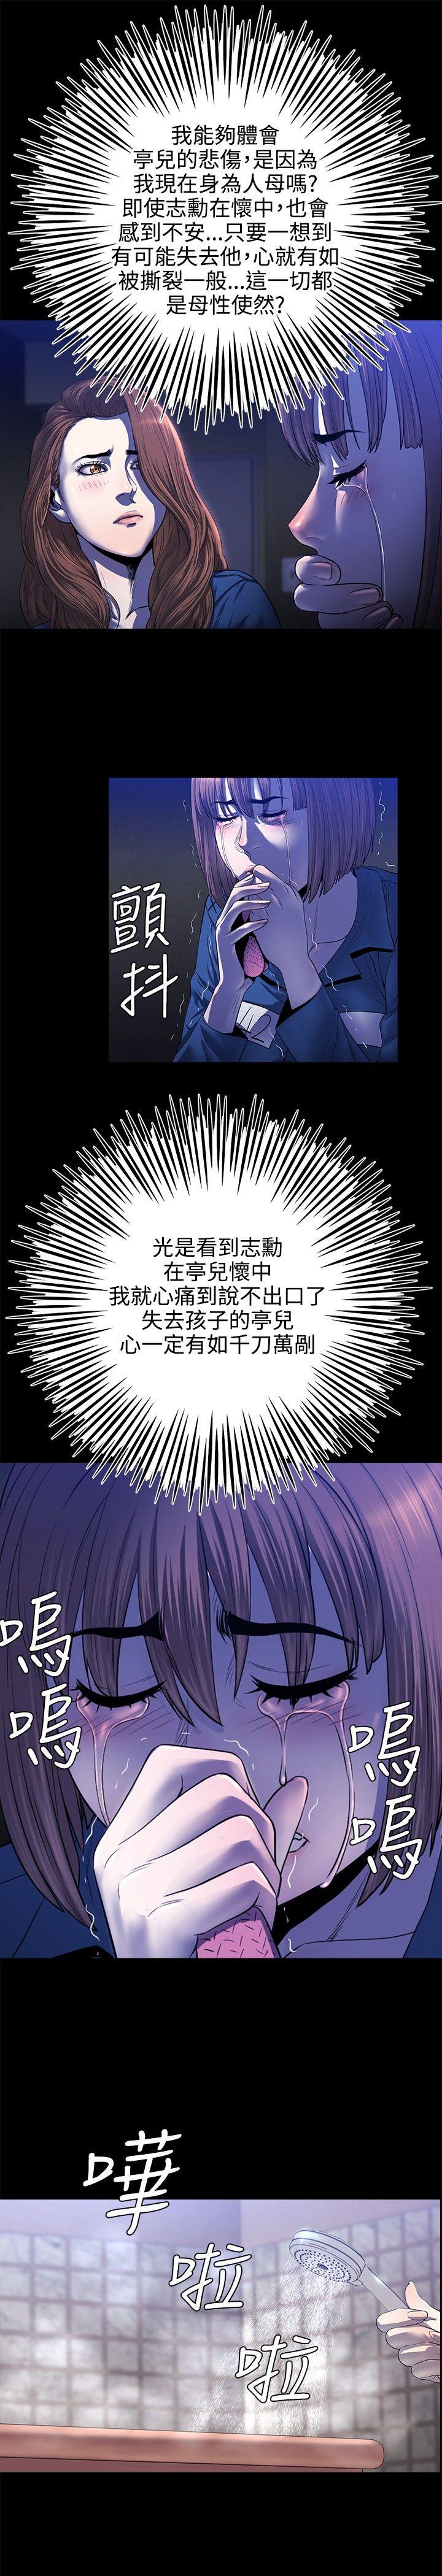 我能夠體會
亭兒的悲傷,是因為
我現在身為人母嗎?
即使志勳在懷中,也會
感到不安...只要一想到
有可能失去他,心就有如
被撕裂一般...這一切都
是母性使然?
顫
抖
光是看到志勳
在亭兒懷中
我就心痛到說不出口了
失去孩子的亭兒
心一定有如千刀萬剮
嗚
嗚
嗚
嗚
嘩
啦
啦